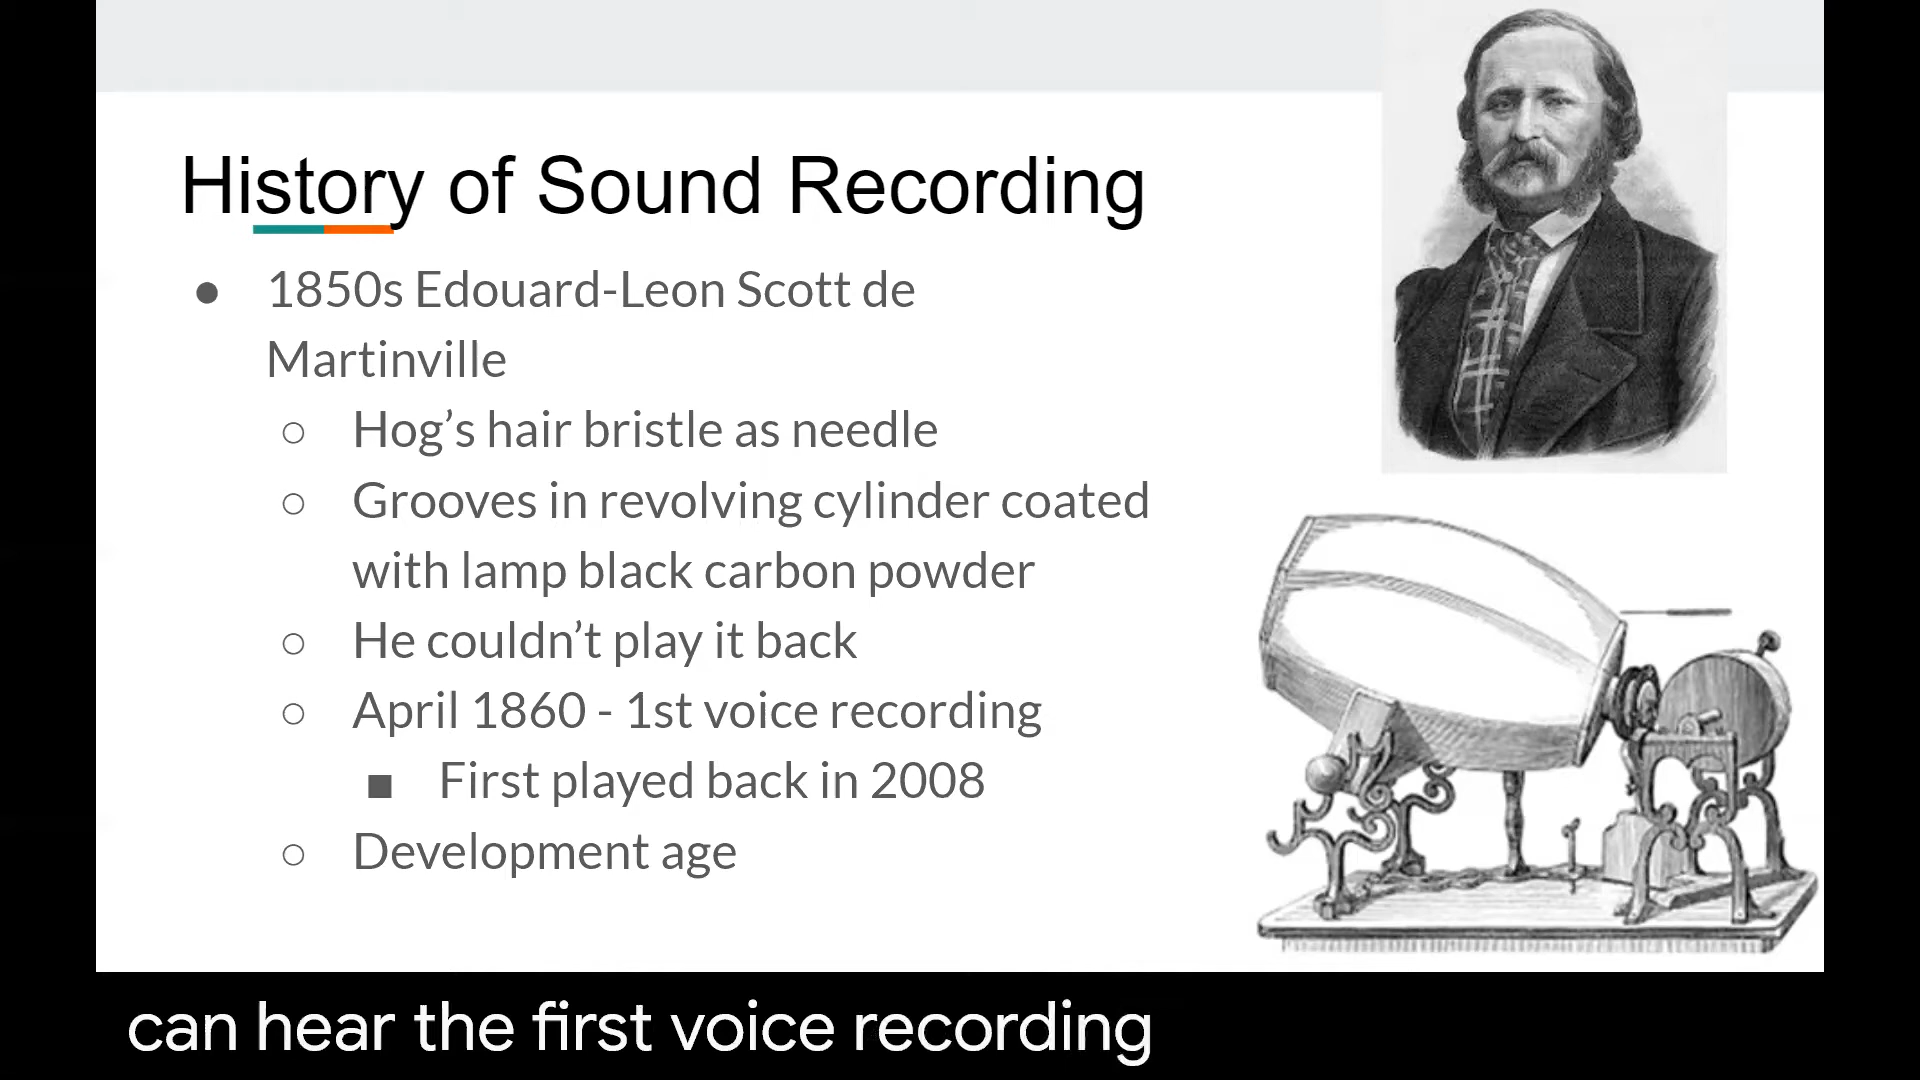 History of Sound Recording
● 1850s Edouard-Leon Scott de
Martinville
○ Hog’s hair bristle as needle
○ Grooves in revolving cylinder coated
with lamp black carbon powder
○ He couldn’t play it back
○ April 1860 - 1st voice recording
■ First played back in 2008
○ Development age
can hear the first voice recording